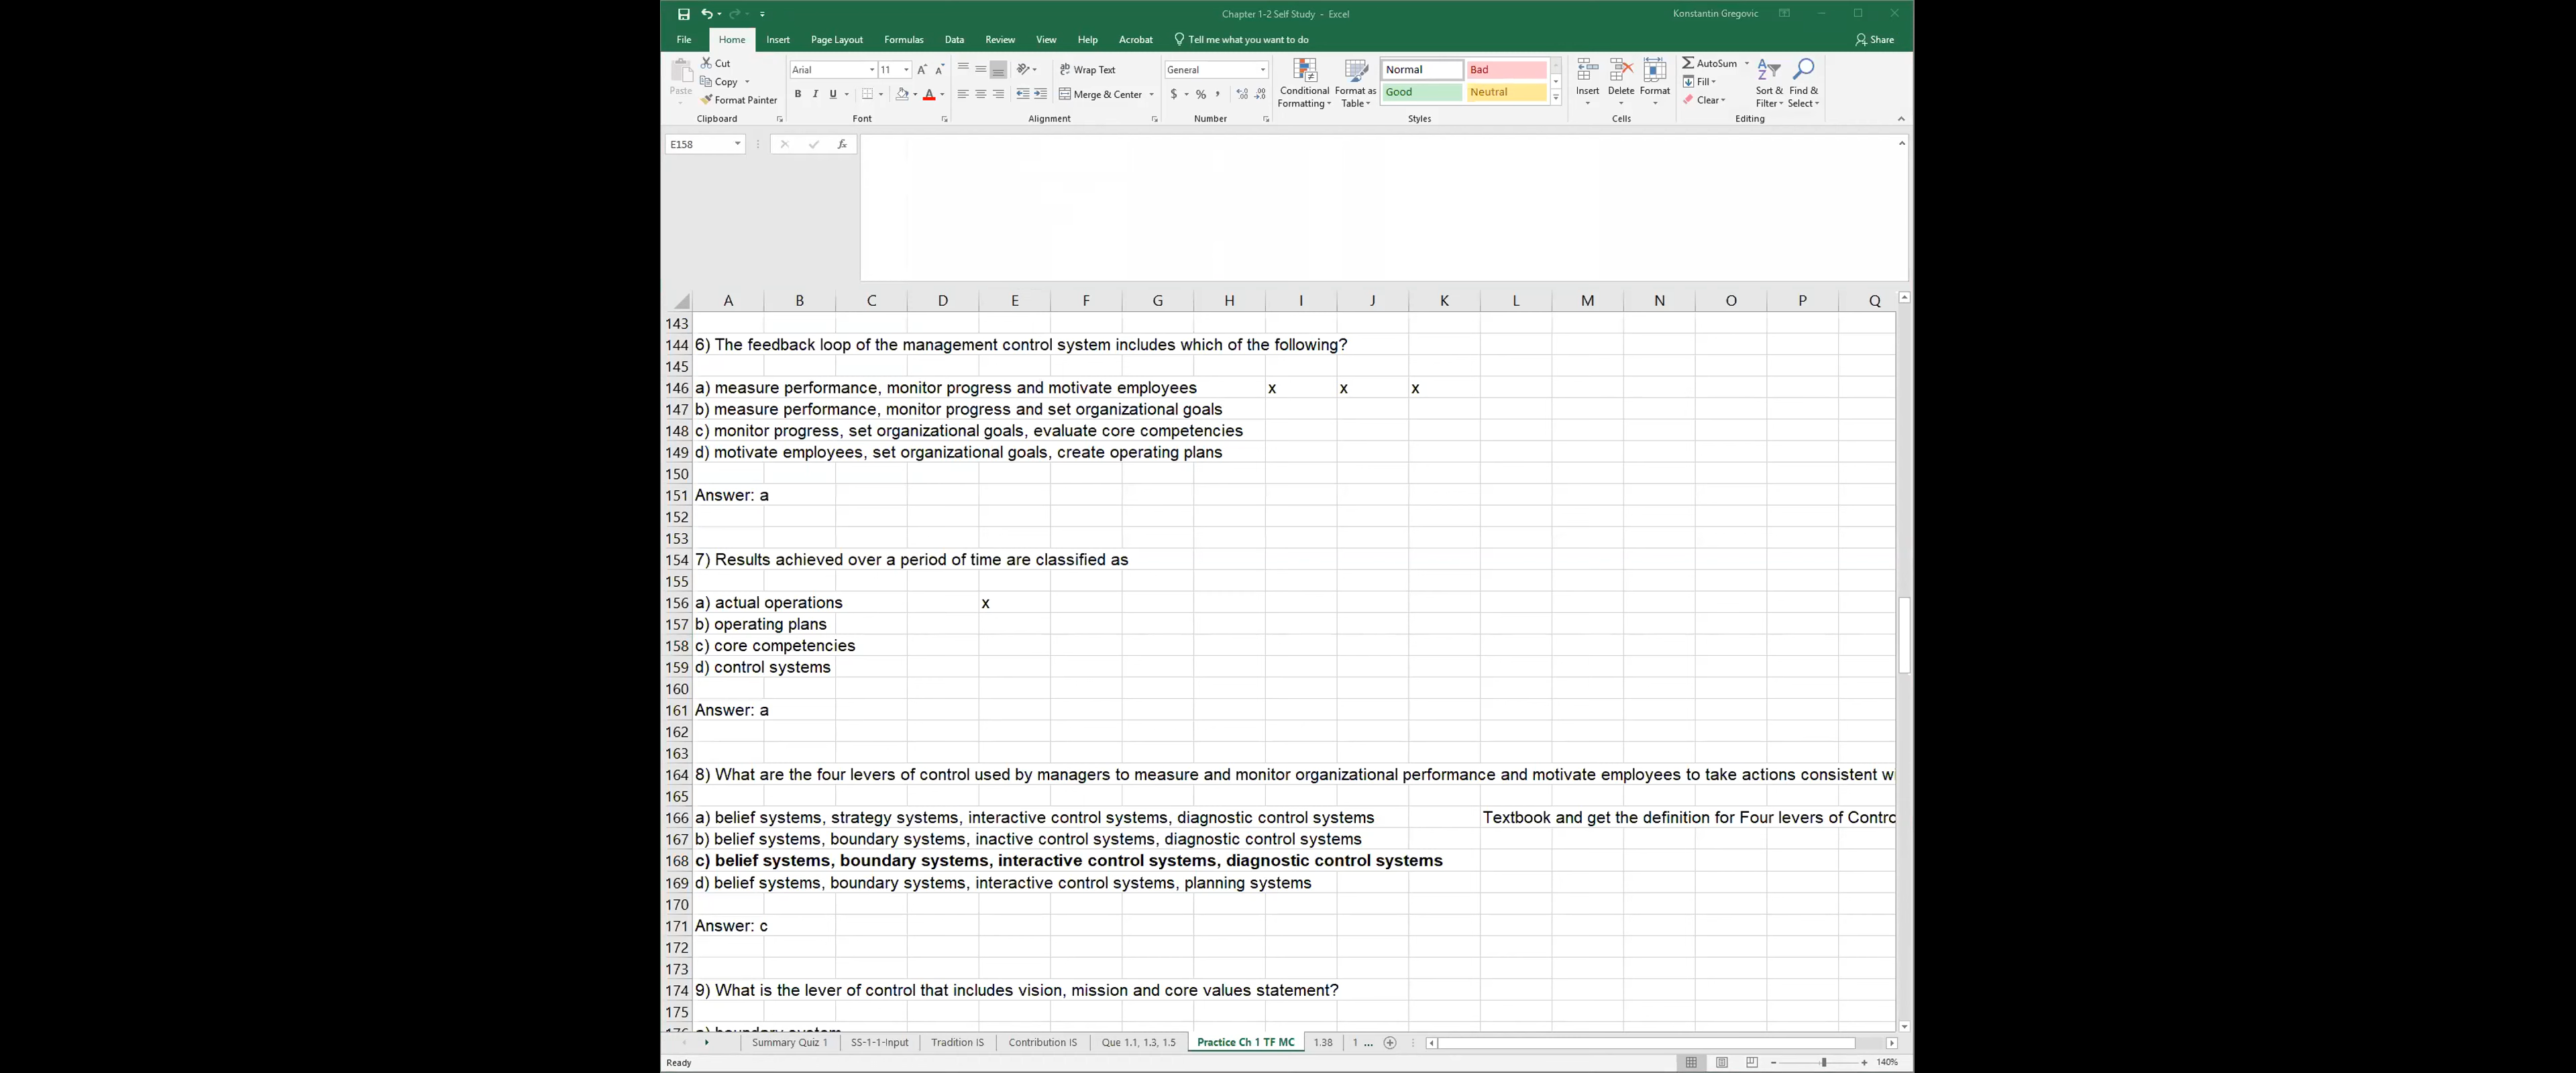 Chapter 1-2 Self Study - Excel
Konstantin Gregovic
File Home Insert Page Layout Formulas Data Review View Help Acrobat Tell me what you want to do Share
Paste
Cut
Copy
Format Painter
Clipboard
Arial 11
B I U
Font
Wrap Text
Merge & Center
Alignment
General
$ % ,
Number
Conditional Formatting
Format as Table
Normal Bad
Good Neutral
Styles
Insert Delete Format
Cells
AutoSum
Fill
Clear
Sort & Filter
Find & Select
Editing
E158 fx
A B C D E F G H I J K L M N O P Q
143
144 6) The feedback loop of the management control system includes which of the following?
145
146 a) measure performance, monitor progress and motivate employees x x x
147 b) measure performance, monitor progress and set organizational goals
148 c) monitor progress, set organizational goals, evaluate core competencies
149 d) motivate employees, set organizational goals, create operating plans
150
151 Answer: a
152
153
154 7) Results achieved over a period of time are classified as
155
156 a) actual operations x
157 b) operating plans
158 c) core competencies
159 d) control systems
160
161 Answer: a
162
163
164 8) What are the four levers of control used by managers to measure and monitor organizational performance and motivate employees to take actions consistent w
165
166 a) belief systems, strategy systems, interactive control systems, diagnostic control systems Textbook and get the definition for Four levers of Contro
167 b) belief systems, boundary systems, inactive control systems, diagnostic control systems
168 c) belief systems, boundary systems, interactive control systems, diagnostic control systems
169 d) belief systems, boundary systems, interactive control systems, planning systems
170
171 Answer: c
172
173
174 9) What is the lever of control that includes vision, mission and core values statement?
175
176 a) boundary system
Summary Quiz 1 SS-1-1-Input Tradition IS Contribution IS Que 1.1, 1.3, 1.5 Practice Ch 1 TF MC 1.38 1 ...
Ready 140%